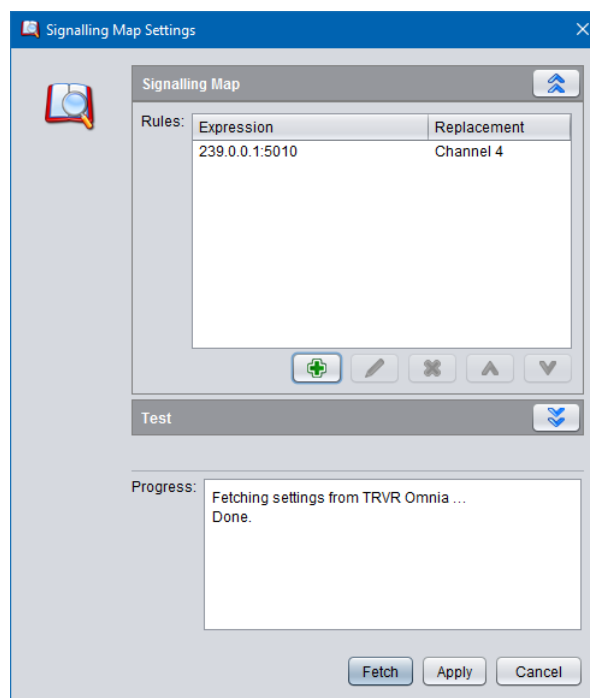 Signalling Map Settings
Signalling Map
Rules:
Expression Replacement
239.0.0.1:5010 Channel 4
Test
Progress:
Fetching settings from TRVR Omnia ...
Done.
Fetch Apply Cancel